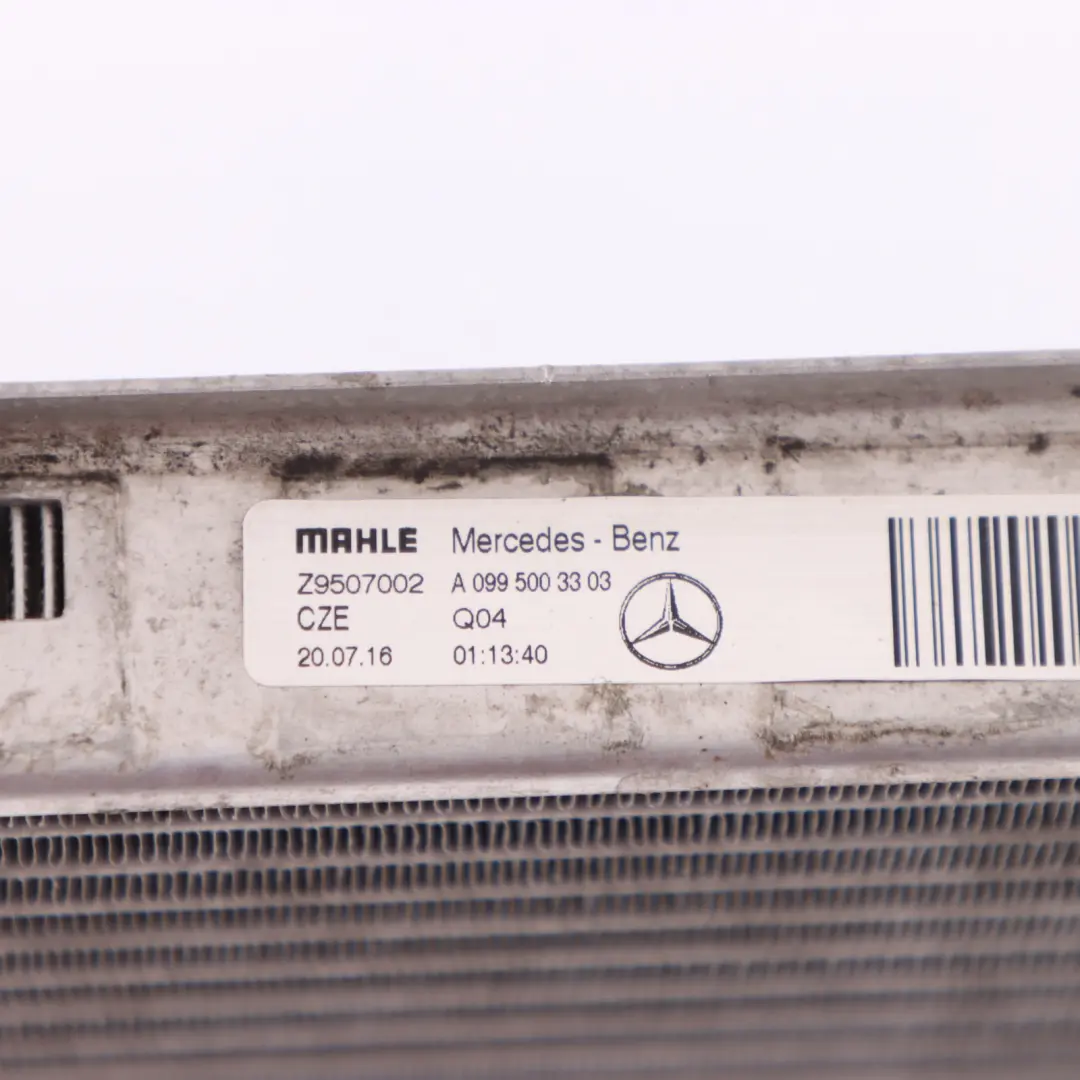 MAHLE Mercedes - Benz
Z9507002 A 099 500 33 03
CZE Q04
20.07.16 01:13:40